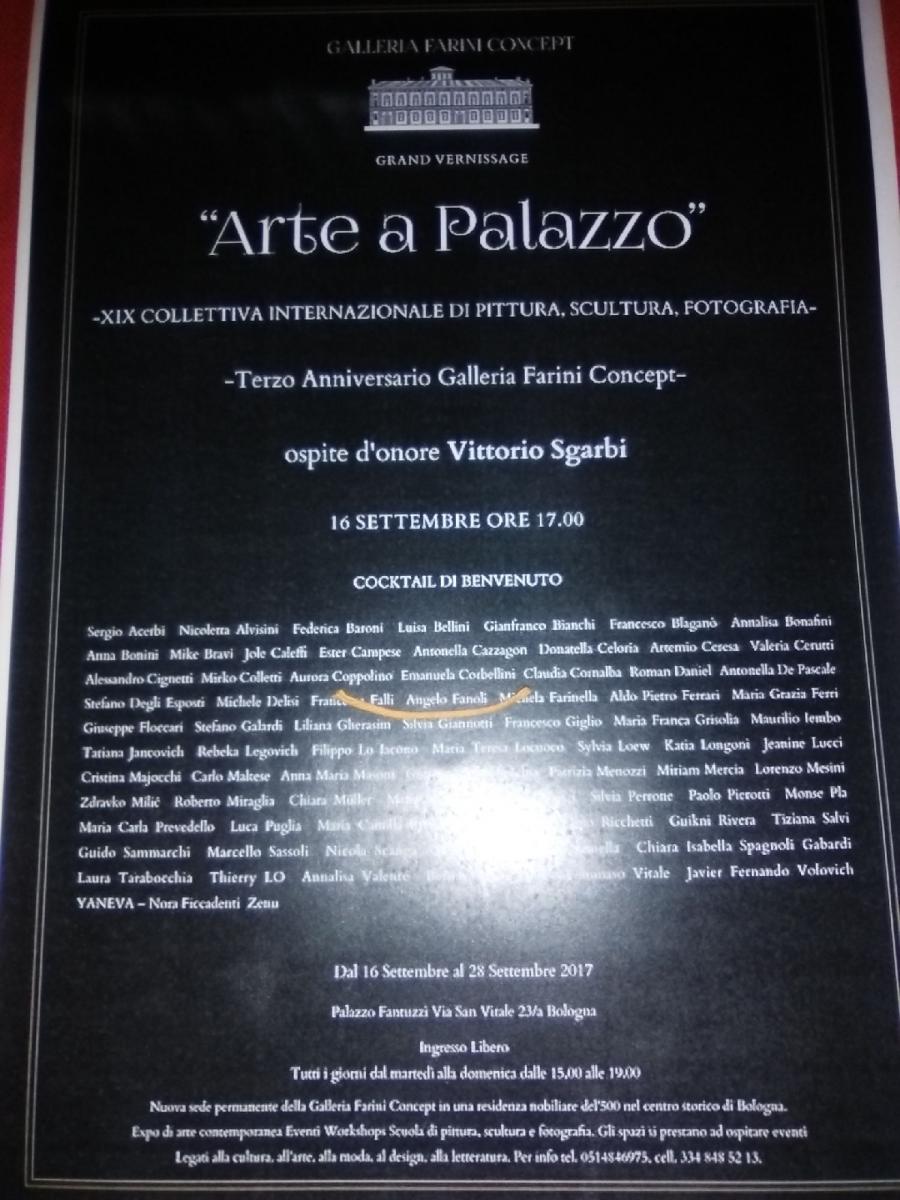 GALLERIA FARINI CONCEPT
GRAND VERNISSAGE
“Arte a Palazzo”
-XIX COLLETTIVA INTERNAZIONALE DI PITTURA, SCULTURA, FOTOGRAFIA-
-Terzo Anniversario Galleria Farini Concept-
ospite d'onore Vittorio Sgarbi
16 SETTEMBRE ORE 17.00
COCKTAIL DI BENVENUTO
Sergio Acerbi Nicoletta Alvisini Federica Baroni Luisa Bellini Gianfranco Bianchi Francesco Blaganò Annalisa Bonafini
Anna Bonini Mike Bravi Jole Caleffi Ester Campese Antonella Cazzagon Donatella Celoria Artemio Ceresa Valeria Cerutti
Alessandro Cignetti Mirko Colletti Aurora Coppolino Emanuela Corbellini Claudia Cornalba Roman Daniel Antonella De Pascale
Stefano Degli Esposti Michele Delisi Falli Angelo Fanoli Farinella Aldo Pietro Ferrari Maria Grazia Ferri
Giuseppe Floccari Stefano Galardi Liliana Gherasim Silvia Giannotti Francesco Giglio Maria Franca Grisolia Maurilio Iembo
Tatiana Jancovich Rebeka Legovich Filippo Lo Iacono Maria Teresa Locuoco Sylvia Loew Katia Longoni Jeanine Lucci
Cristina Majocchi Carlo Maltese Anna Maria Patrizia Menozzi Miriam Mercia Lorenzo Mesini
Zdravko Milič Roberto Miraglia Chiara Müller Silvia Perrone Paolo Pierotti Monse Pla
Maria Carla Prevedello Luca Puglia Maria Ricchetti Guikni Rivera Tiziana Salvi
Guido Sammarchi Marcello Sassoli Nicola Chiara Isabella Spagnoli Gabardi
Laura Tarabocchia Thierry LO Annalisa Valente Vitale Javier Fernando Volovich
YANEVA – Nora Ficcadenti Zenu
Dal 16 Settembre al 28 Settembre 2017
Palazzo Fantuzzi Via San Vitale 23/a Bologna
Ingresso Libero
Tutti i giorni dal martedì alla domenica dalle 15.00 alle 19.00
Nuova sede permanente della Galleria Farini Concept in una residenza nobiliare del'500 nel centro storico di Bologna.
Expo di arte contemporanea Eventi Workshops Scuola di pittura, scultura e fotografia. Gli spazi si prestano ad ospitare eventi
Legati alla cultura, all'arte, alla moda, al design, alla letteratura. Per info tel. 0514846975, cell. 334 848 52 13.